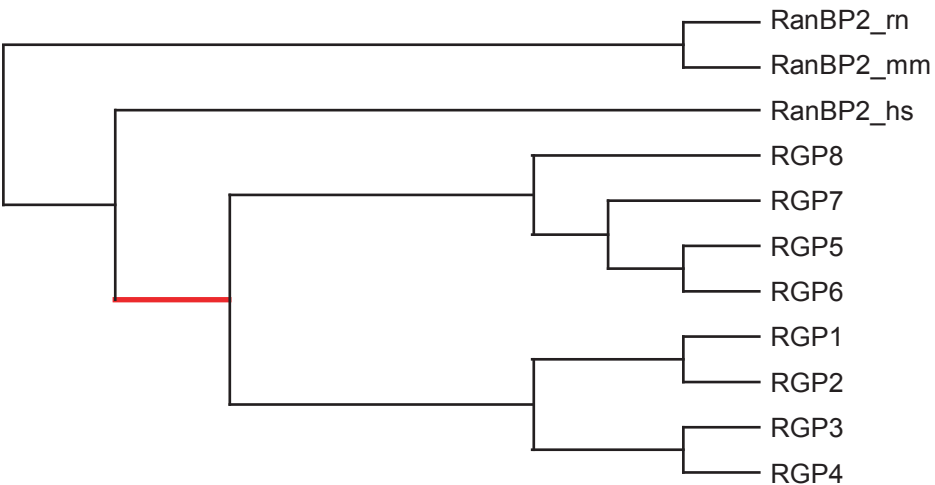 RanBP2_rn
RanBP2_mm
RanBP2_hs
RGP8
RGP7
RGP5
RGP6
RGP1
RGP2
RGP3
RGP4